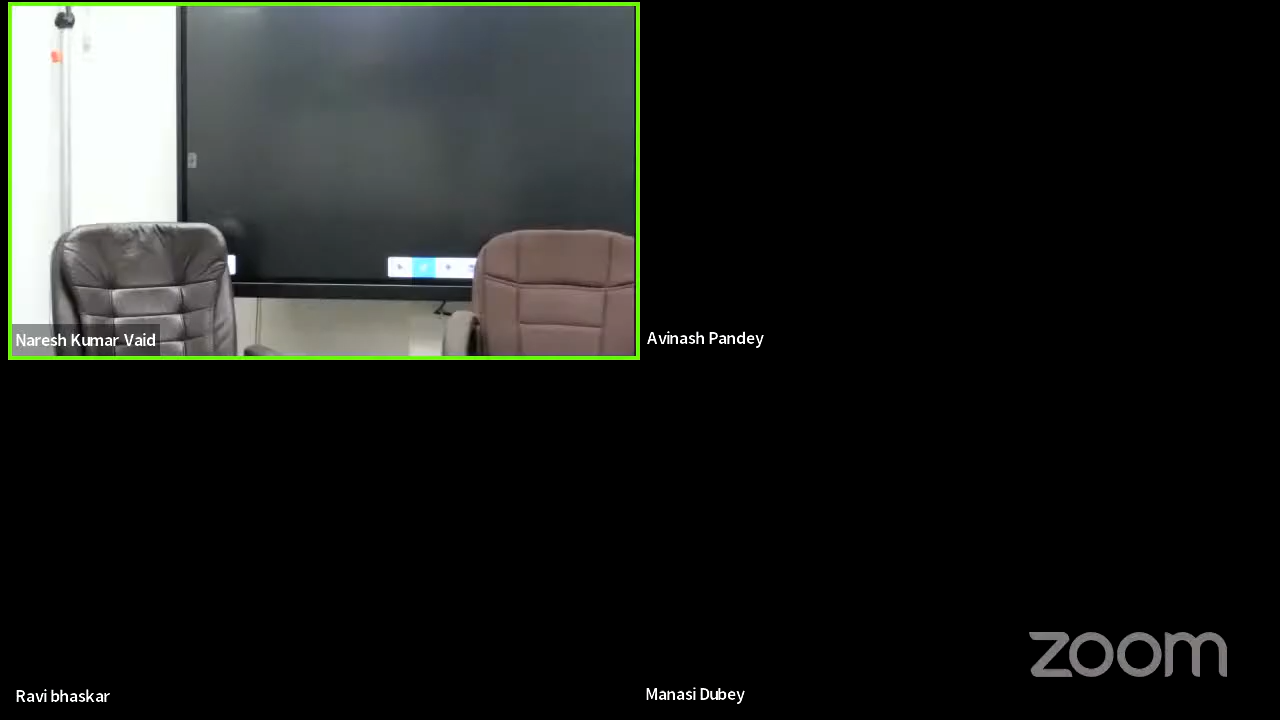 Naresh Kumar Vaid
Avinash Pandey
Ravi bhaskar
Manasi Dubey
zoom